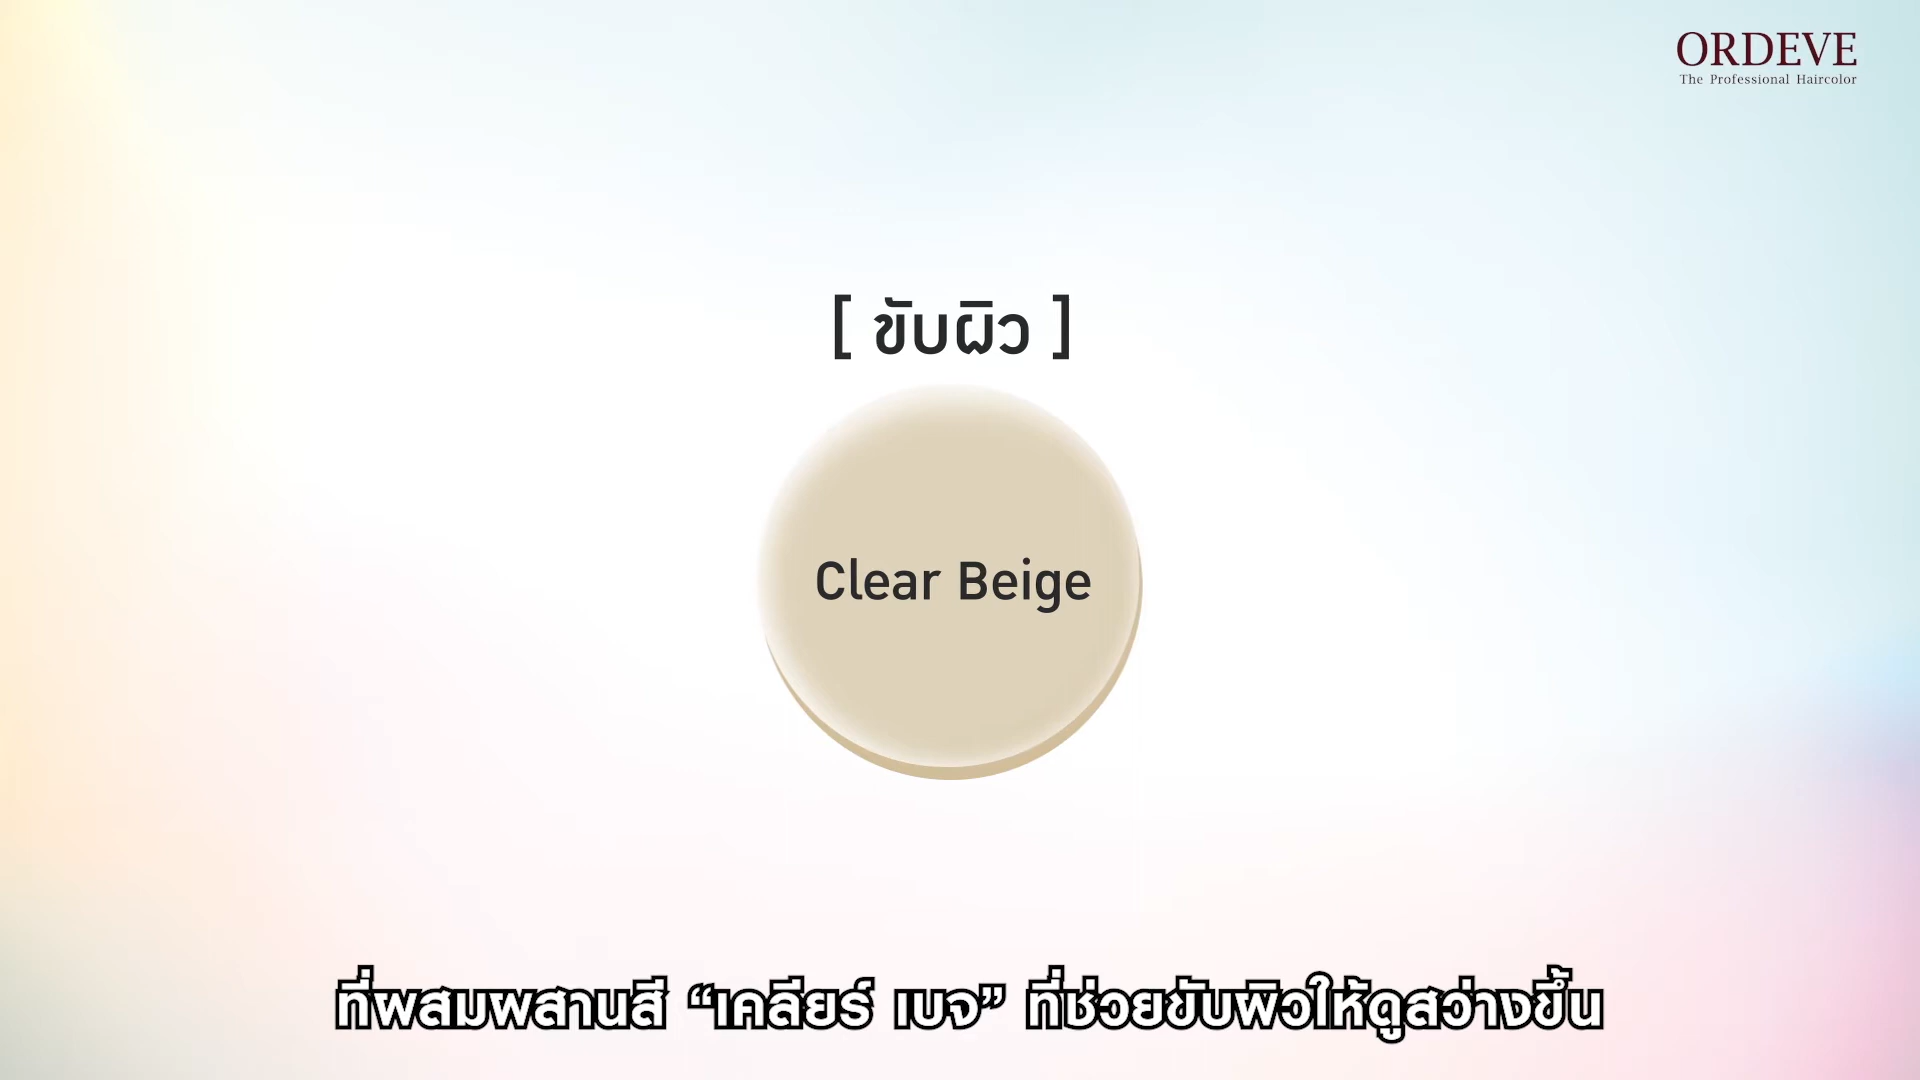 ORDEVE
The Professional Haircolor
[ ขับผิว ]
Clear Beige
ที่ผสมผสานสี “เคลียร์ เบจ” ที่ช่วยขับผิวให้ดูสว่างขึ้น